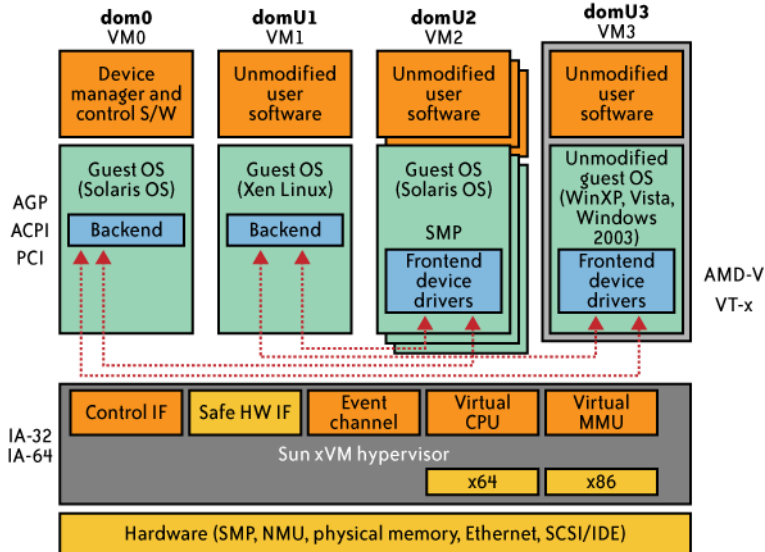 dom0
VM0
domU1
VM1
domU2
VM2
domU3
VM3
Device
manager and
control S/W
Unmodified
user
software
Unmodified
user
software
Unmodified
user
software
AGP
ACPI
PCI
Guest OS
(Solaris OS)
Backend
Guest OS
(Xen Linux)
Backend
Guest OS
(Solaris OS)
SMP
Frontend
device
drivers
Unmodified
guest OS
(WinXP, Vista,
Windows
2003)
Frontend
device
drivers
AMD-V
VT-x
IA-32
IA-64
Control IF
Safe HW IF
Event
channel
Virtual
CPU
Virtual
MMU
Sun xVM hypervisor
x64
x86
Hardware (SMP, NMU, physical memory, Ethernet, SCSI/IDE)